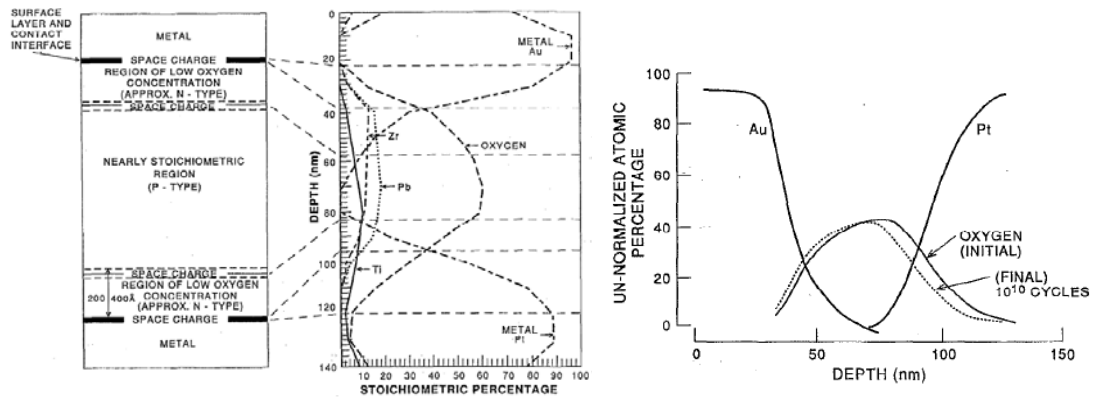 SURFACE
LAYER AND
CONTACT
INTERFACE
METAL
SPACE CHARGE
REGION OF LOW OXYGEN
CONCENTRATION
(APPROX. N - TYPE)
SPACE CHARGE
NEARLY STOICHIOMETRIC
REGION
(P - TYPE)
SPACE CHARGE
REGION OF LOW OXYGEN
CONCENTRATION
(APPROX. N - TYPE)
200 400Å
SPACE CHARGE
METAL
0
20
40
60
80
100
120
140
DEPTH (nm)
METAL
Au
Zr
OXYGEN
Pb
Ti
METAL
Pt
10 20 30 40 50 60 70 80 90 100
STOICHIOMETRIC PERCENTAGE
UN-NORMALIZED ATOMIC
PERCENTAGE
100
80
60
40
20
0
Au
Pt
OXYGEN
(INITIAL)
(FINAL)
10¹⁰ CYCLES
0 50 100 150
DEPTH (nm)